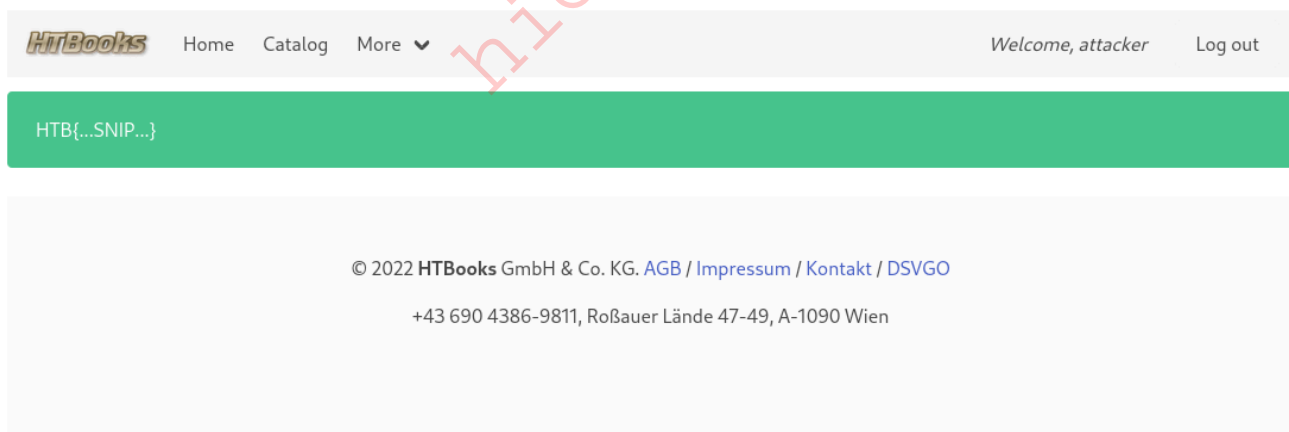 HTBooks Home Catalog More Welcome, attacker Log out
HTB{...SNIP...}
© 2022 HTBooks GmbH & Co. KG. AGB / Impressum / Kontakt / DSVGO
+43 690 4386-9811, Roßauer Lände 47-49, A-1090 Wien